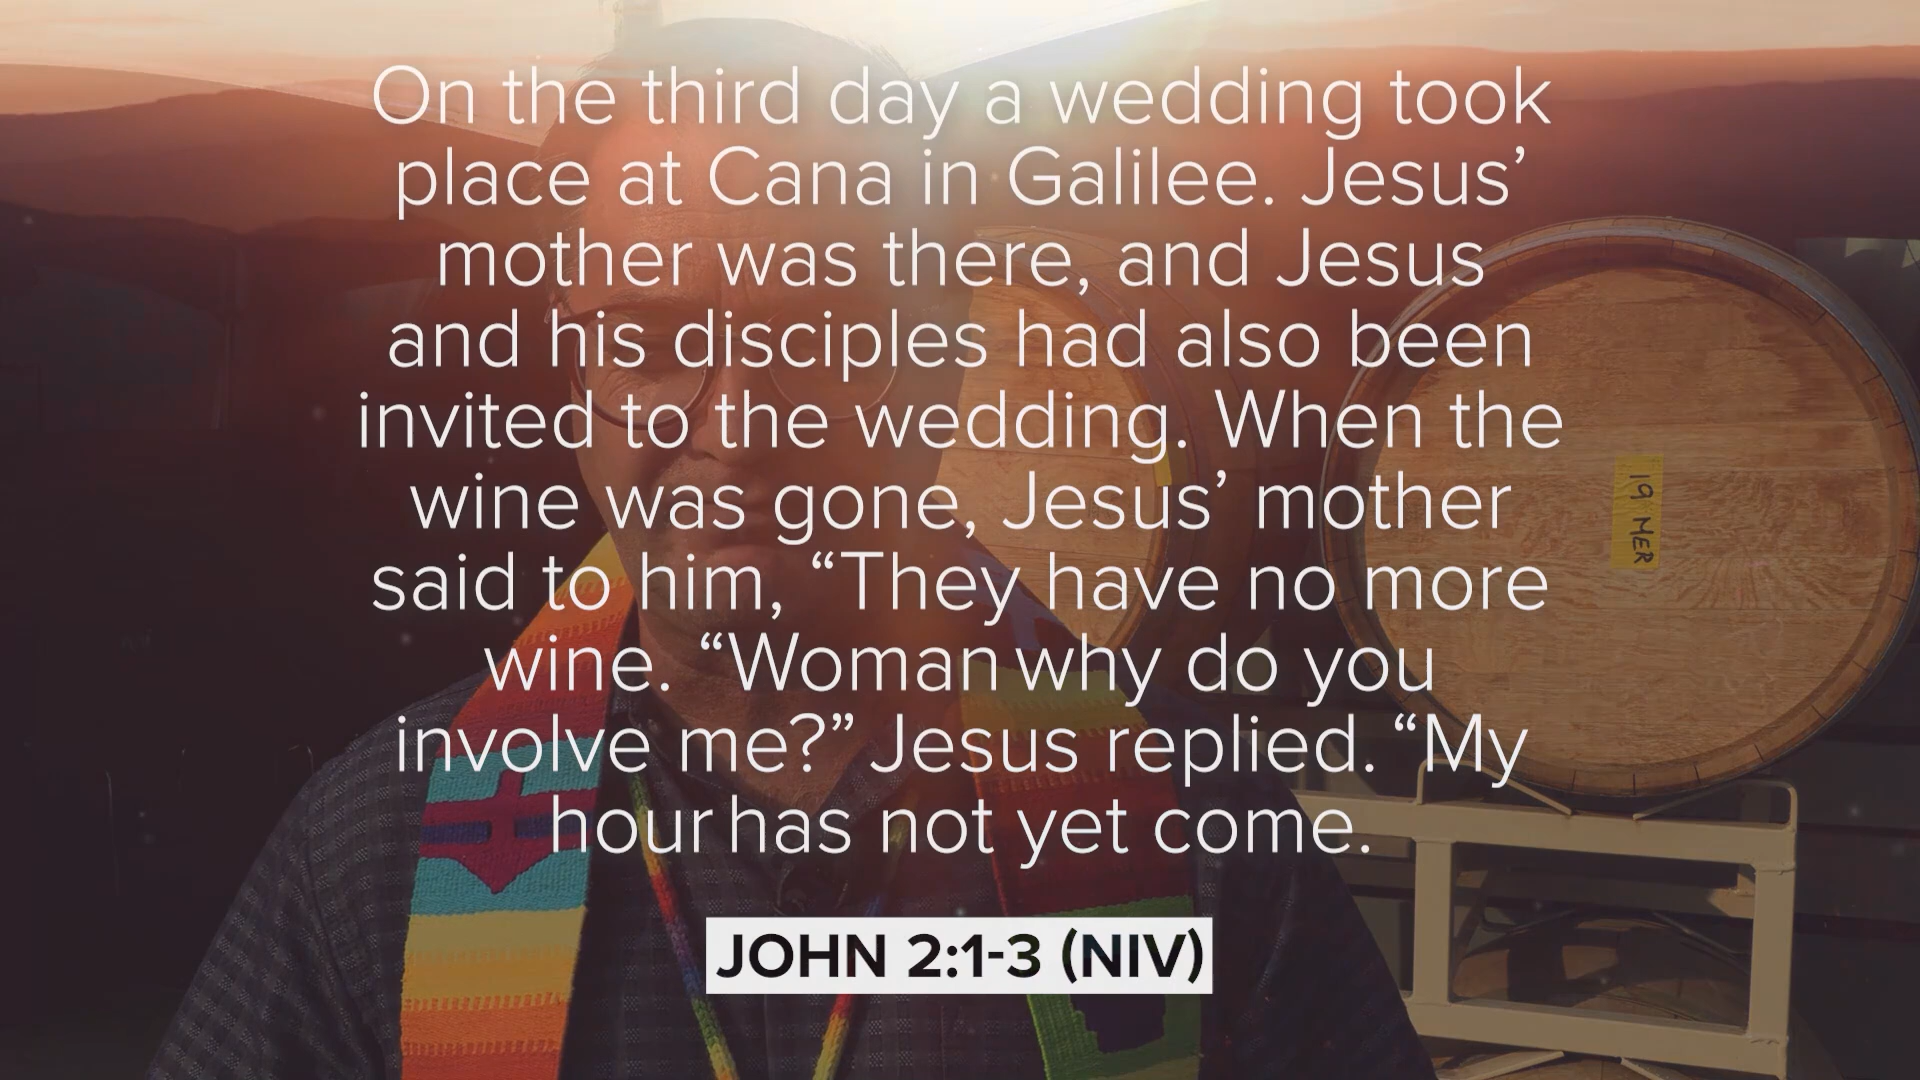 On the third day a wedding took
place at Cana in Galilee. Jesus’
mother was there, and Jesus
and his disciples had also been
invited to the wedding. When the
wine was gone, Jesus’ mother
said to him, “They have no more
wine. “Woman why do you
involve me?” Jesus replied. “My
hour has not yet come.
JOHN 2:1-3 (NIV)
19 MER